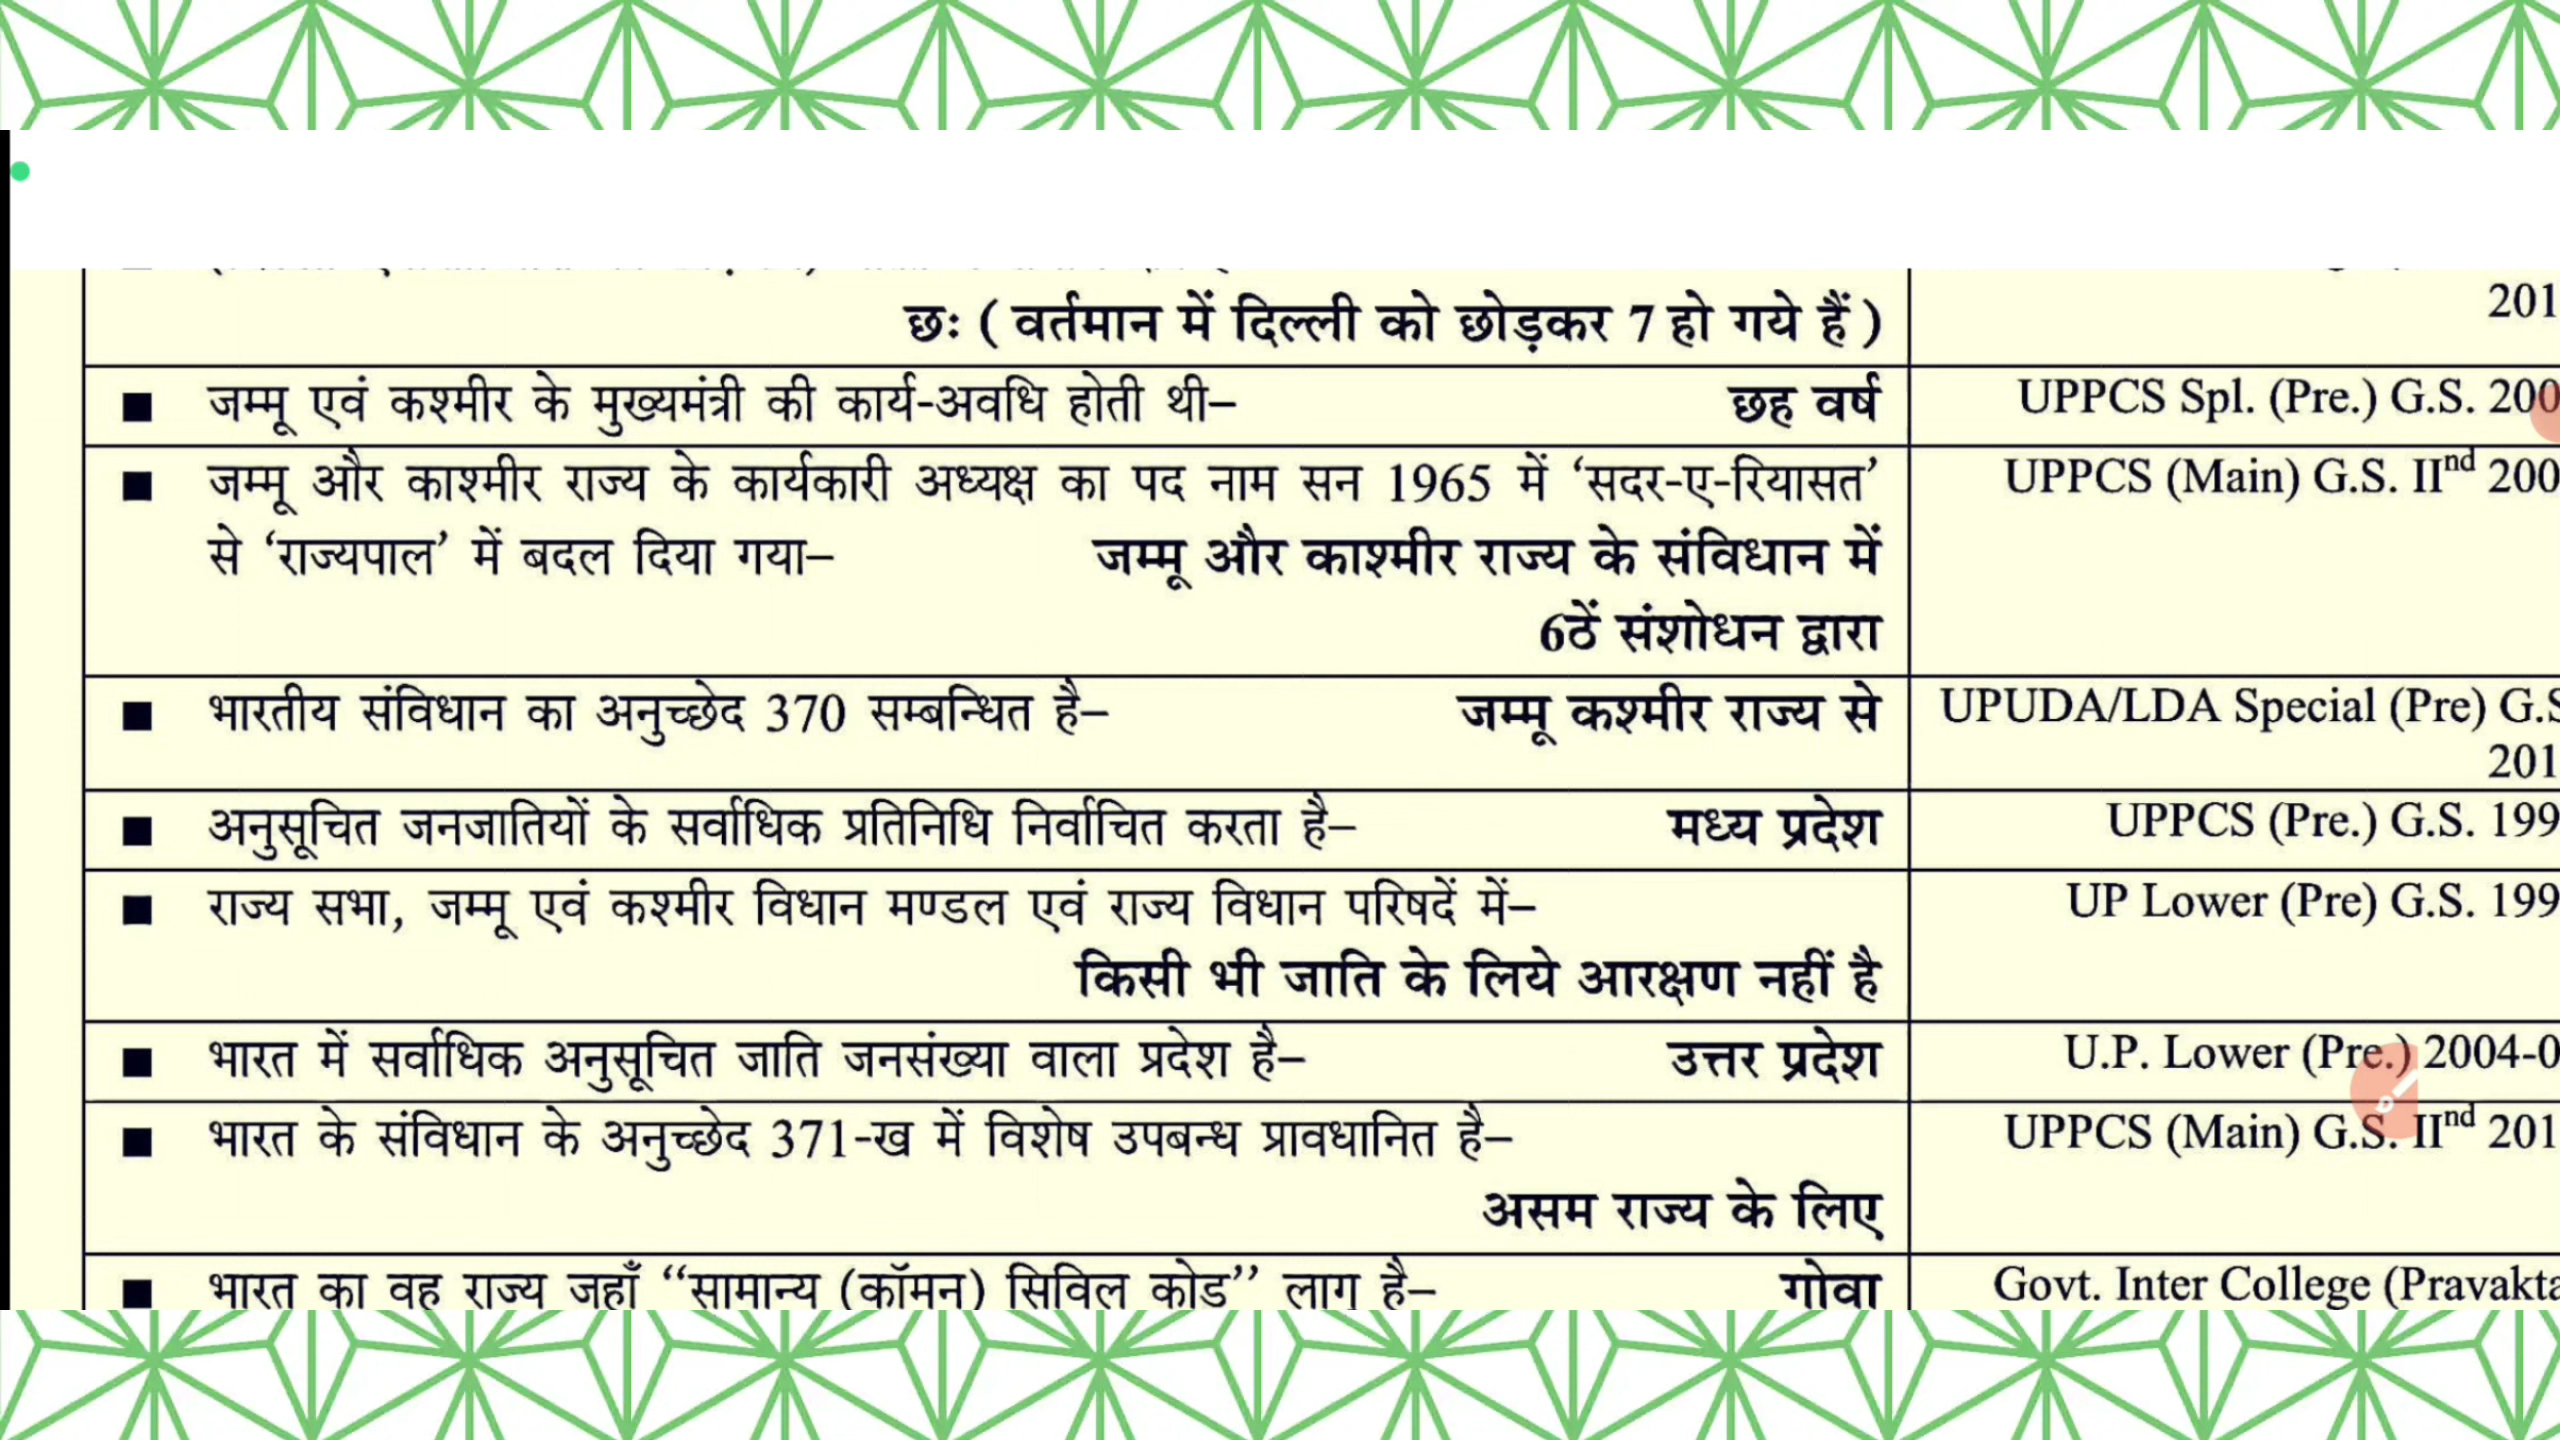 छः ( वर्तमान में दिल्ली को छोड़कर 7 हो गये हैं ) 201
■ जम्मू एवं कश्मीर के मुख्यमंत्री की कार्य-अवधि होती थी– छह वर्ष UPPCS Spl. (Pre.) G.S. 200
■ जम्मू और काश्मीर राज्य के कार्यकारी अध्यक्ष का पद नाम सन 1965 में ‘सदर-ए-रियासत’ UPPCS (Main) G.S. IInd 200
से ‘राज्यपाल’ में बदल दिया गया– जम्मू और काश्मीर राज्य के संविधान में
6ठें संशोधन द्वारा
■ भारतीय संविधान का अनुच्छेद 370 सम्बन्धित है– जम्मू कश्मीर राज्य से UPUDA/LDA Special (Pre) G.S
201
■ अनुसूचित जनजातियों के सर्वाधिक प्रतिनिधि निर्वाचित करता है– मध्य प्रदेश UPPCS (Pre.) G.S. 199
■ राज्य सभा, जम्मू एवं कश्मीर विधान मण्डल एवं राज्य विधान परिषदें में– UP Lower (Pre) G.S. 199
किसी भी जाति के लिये आरक्षण नहीं है
■ भारत में सर्वाधिक अनुसूचित जाति जनसंख्या वाला प्रदेश है– उत्तर प्रदेश U.P. Lower (Pre.) 2004-0
■ भारत के संविधान के अनुच्छेद 371-ख में विशेष उपबन्ध प्रावधानित है– UPPCS (Main) G.S. IInd 201
असम राज्य के लिए
■ भारत का वह राज्य जहाँ “सामान्य (कॉमन) सिविल कोड” लागू है– गोवा Govt. Inter College (Pravakta